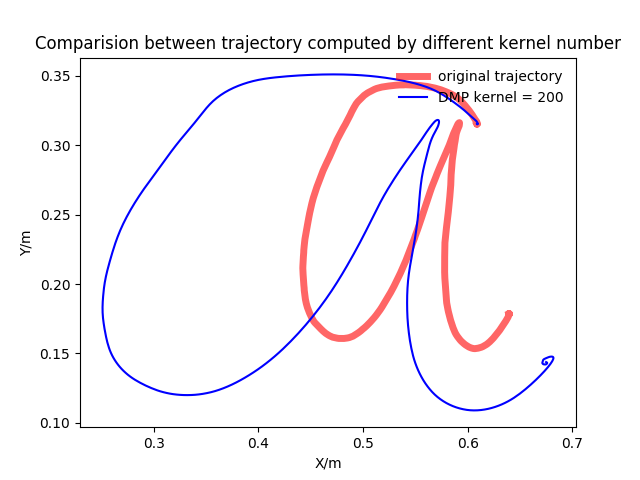 Comparision between trajectory computed by different kernel number
original trajectory
DMP kernel = 200
0.35
0.30
0.25
0.20
0.15
0.10
Y/m
0.3 0.4 0.5 0.6 0.7
X/m